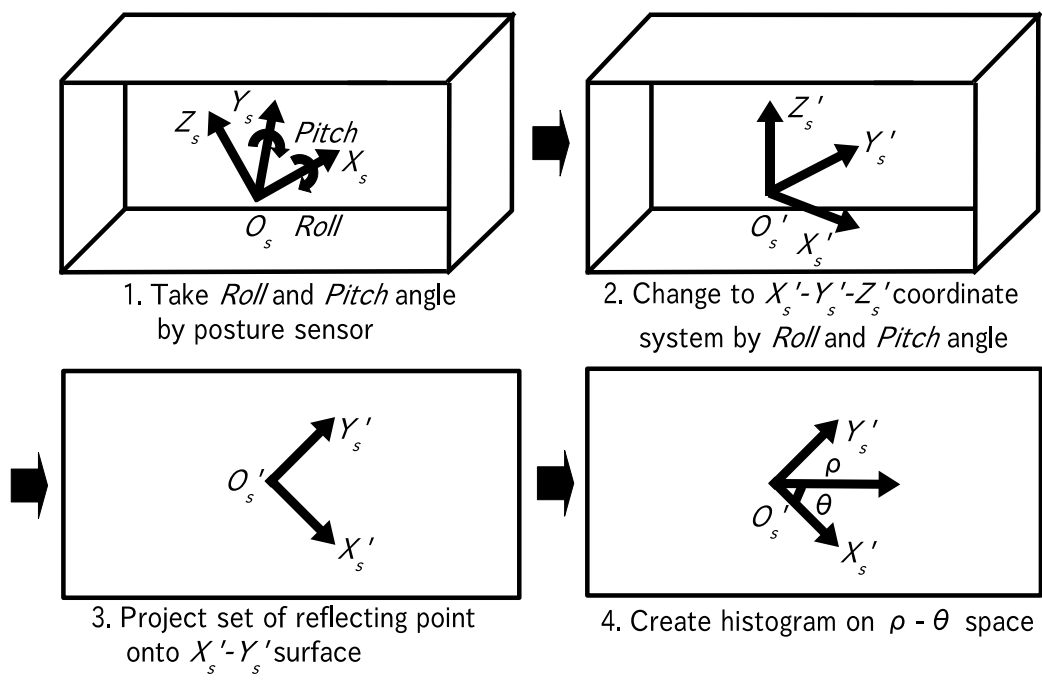 Y_s
Z_s
Pitch
X_s
O_s Roll
1. Take Roll and Pitch angle
by posture sensor
Z_s'
Y_s'
O_s'
X_s'
2. Change to X_s'-Y_s'-Z_s' coordinate
system by Roll and Pitch angle
Y_s'
O_s'
X_s'
3. Project set of reflecting point
onto X_s'-Y_s' surface
Y_s'
ρ
θ
O_s'
X_s'
4. Create histogram on ρ - θ space